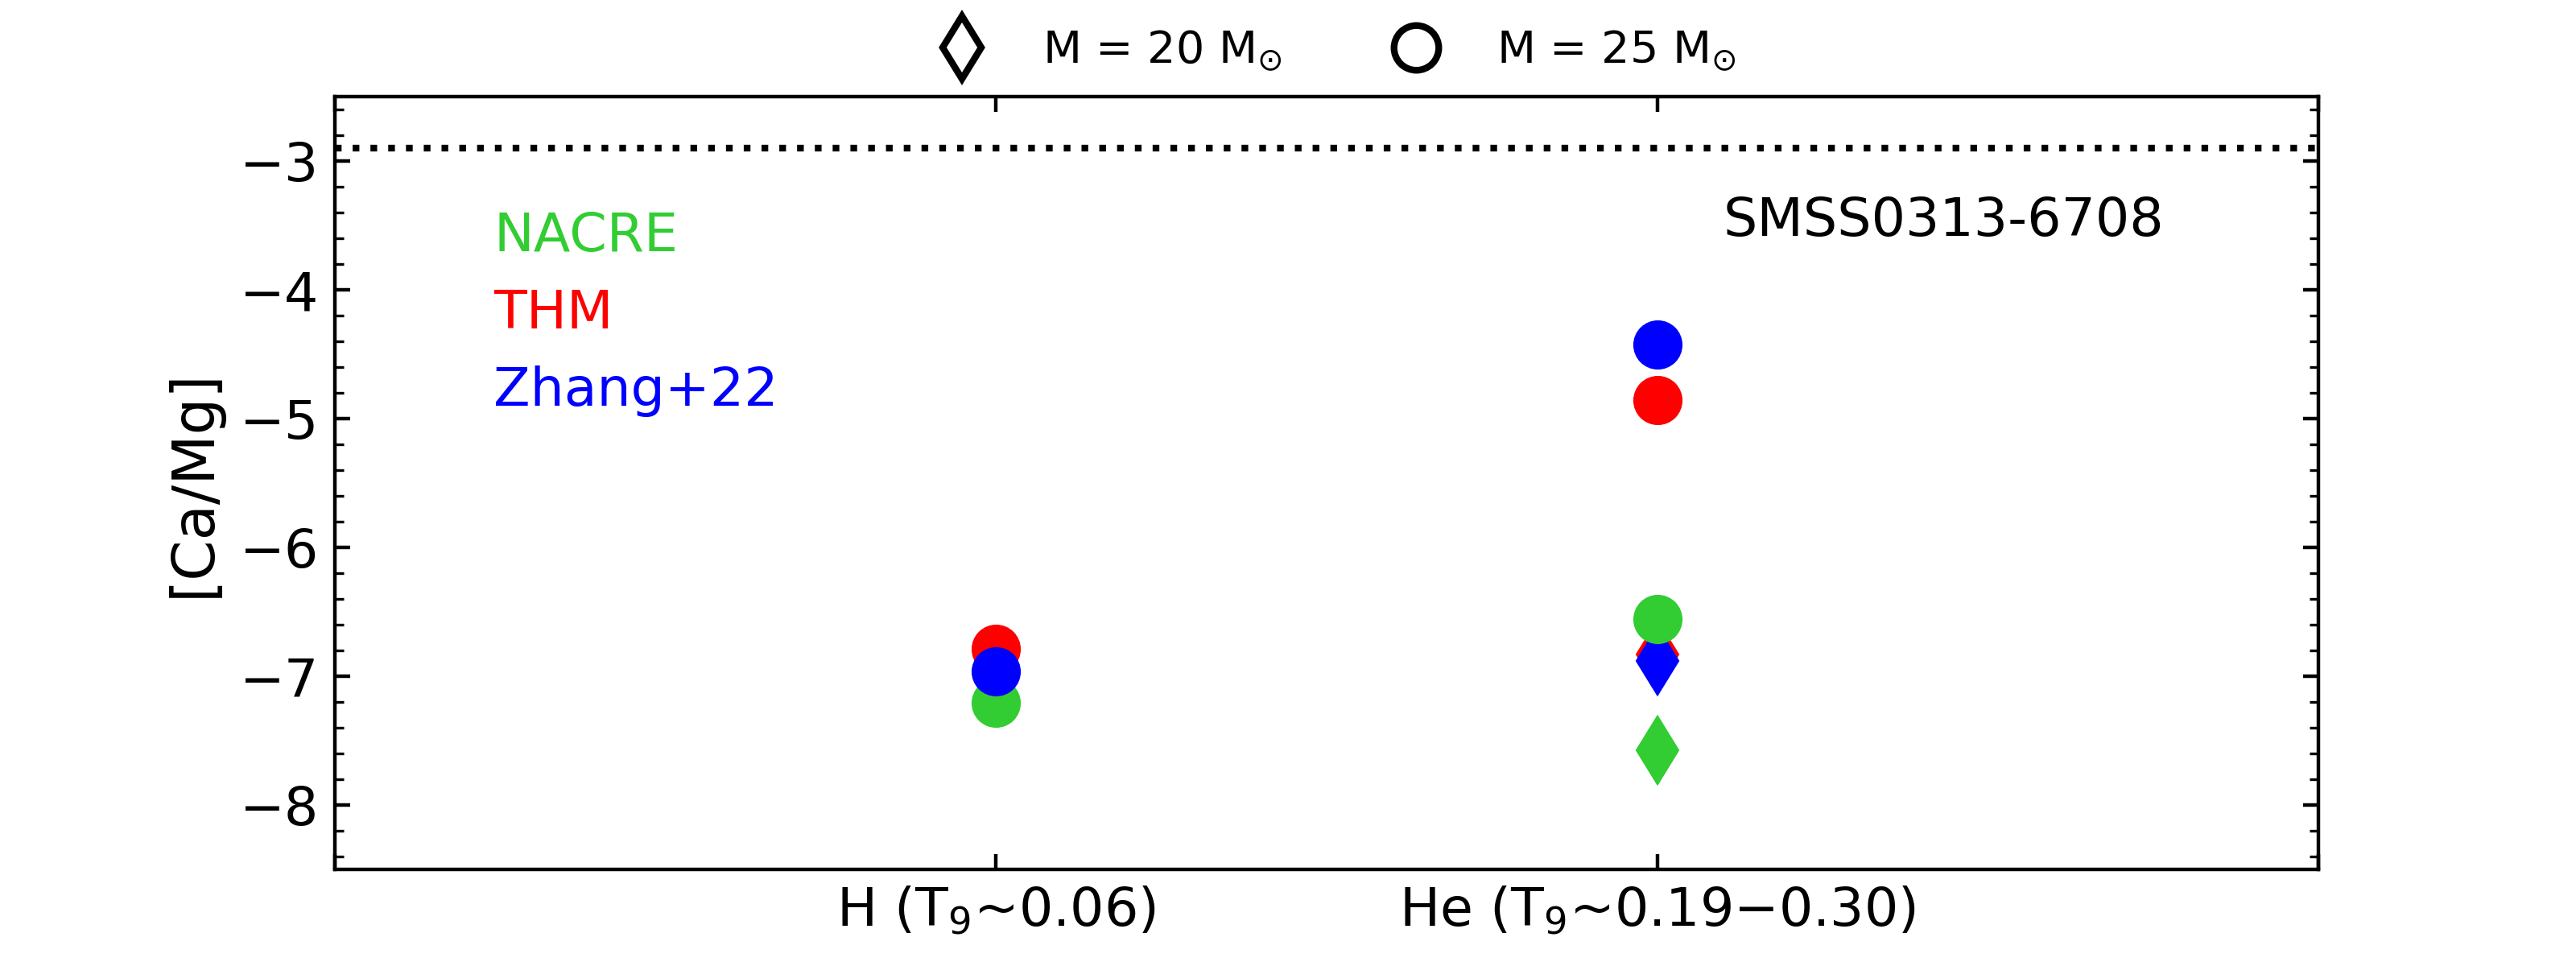 M = 20 M⊙
M = 25 M⊙
[Ca/Mg]
−3
−4
−5
−6
−7
−8
NACRE
THM
Zhang+22
SMSS0313-6708
H (T₉~0.06)
He (T₉~0.19−0.30)